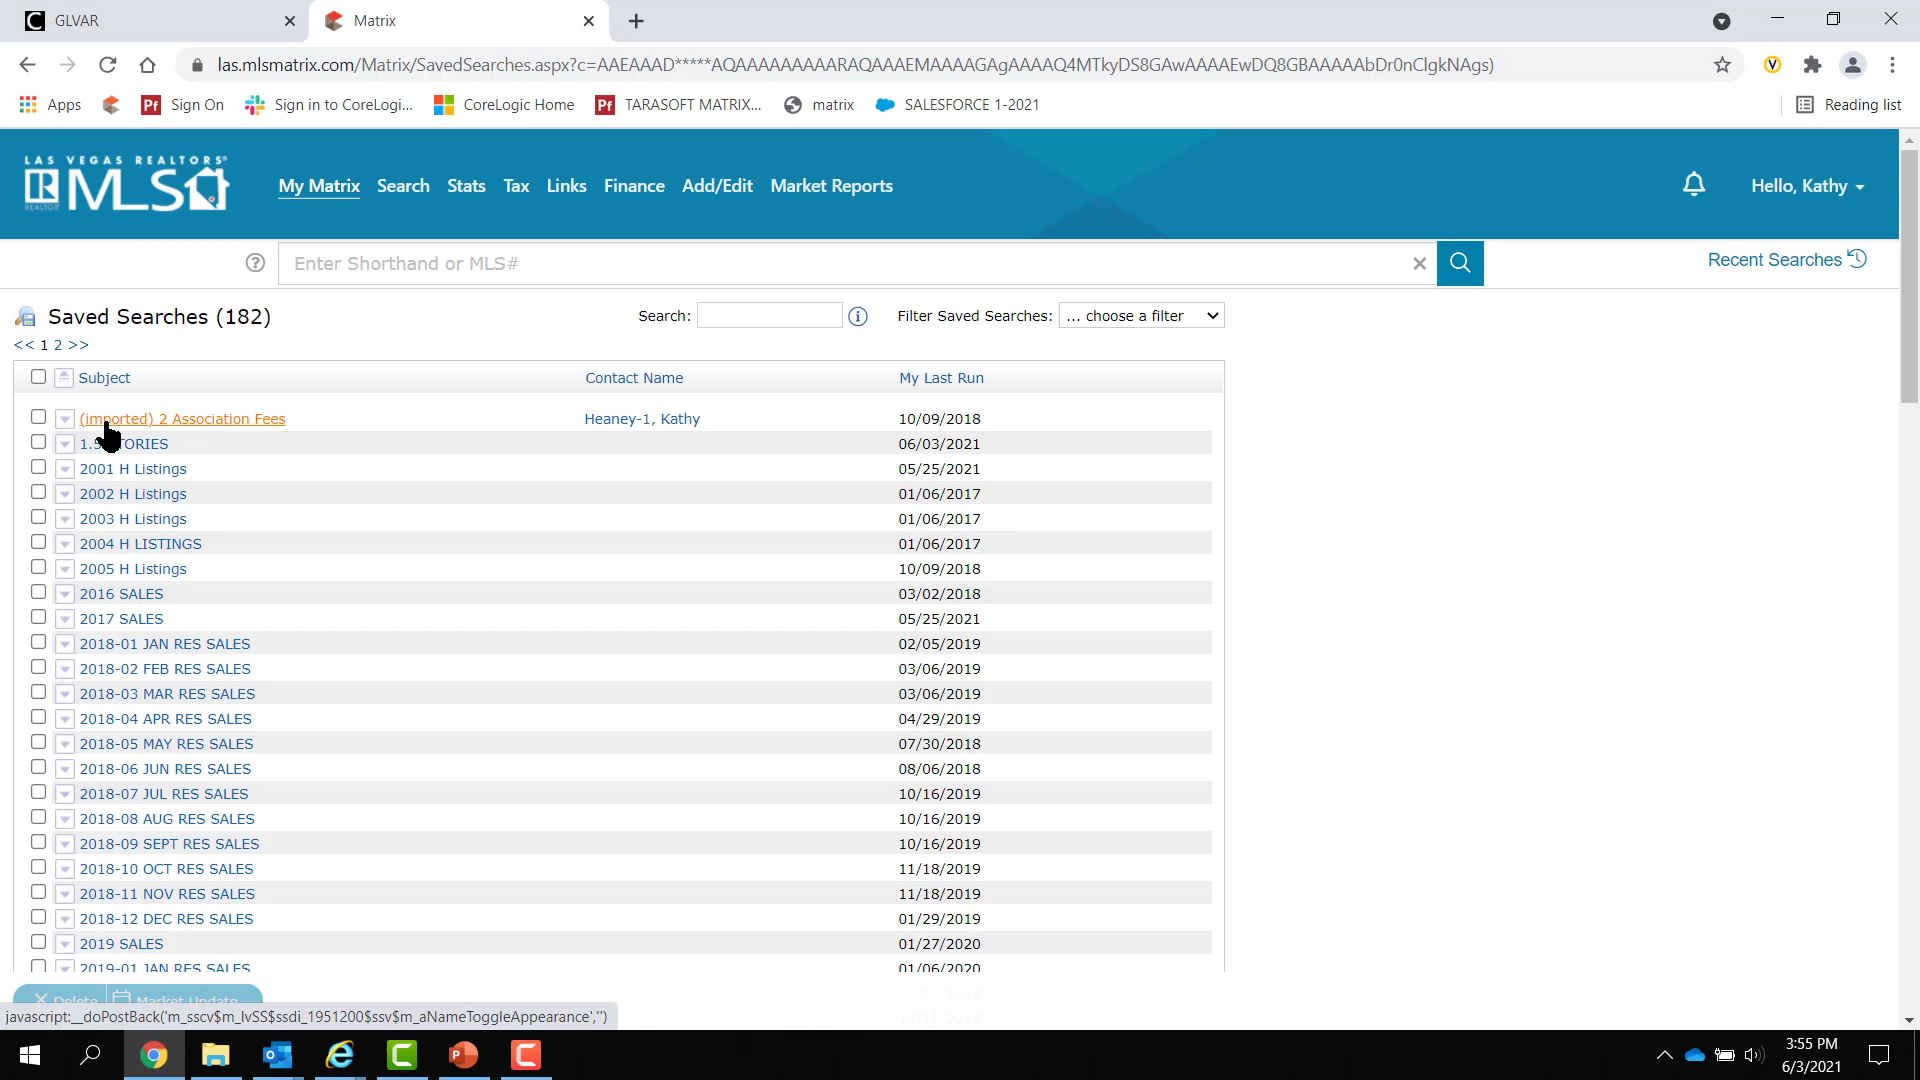 GLVAR
Matrix
las.mlsmatrix.com/Matrix/SavedSearches.aspx?c=AAEAAAD*****AQAAAAAAAAARAQAAAEMAAAAGAgAAAAQ4MTkyDS8GAwAAAAEwDQ8GBAAAAAbDr0nClgkNAgs)
Apps
Sign On
Sign in to CoreLogi...
CoreLogic Home
TARASOFT MATRIX...
matrix
SALESFORCE 1-2021
Reading list
LAS VEGAS REALTORS®
MLS
REALTOR
My Matrix Search Stats Tax Links Finance Add/Edit Market Reports
Hello, Kathy
Enter Shorthand or MLS#
Recent Searches
Saved Searches (182)
Search:
Filter Saved Searches: ... choose a filter
<< 1 2 >>
Subject Contact Name My Last Run
(imported) 2 Association Fees Heaney-1, Kathy 10/09/2018
TORIES 06/03/2021
2001 H Listings 05/25/2021
2002 H Listings 01/06/2017
2003 H Listings 01/06/2017
2004 H LISTINGS 01/06/2017
2005 H Listings 10/09/2018
2016 SALES 03/02/2018
2017 SALES 05/25/2021
2018-01 JAN RES SALES 02/05/2019
2018-02 FEB RES SALES 03/06/2019
2018-03 MAR RES SALES 03/06/2019
2018-04 APR RES SALES 04/29/2019
2018-05 MAY RES SALES 07/30/2018
2018-06 JUN RES SALES 08/06/2018
2018-07 JUL RES SALES 10/16/2019
2018-08 AUG RES SALES 10/16/2019
2018-09 SEPT RES SALES 10/16/2019
2018-10 OCT RES SALES 11/18/2019
2018-11 NOV RES SALES 11/18/2019
2018-12 DEC RES SALES 01/29/2019
2019 SALES 01/27/2020
2019-01 JAN RES SALES 01/06/2020
Delete Market Update
javascript:__doPostBack('m_sscv$m_lvSS$ssdi_1951200$ssv$m_aNameToggleAppearance','')
3:55 PM
6/3/2021